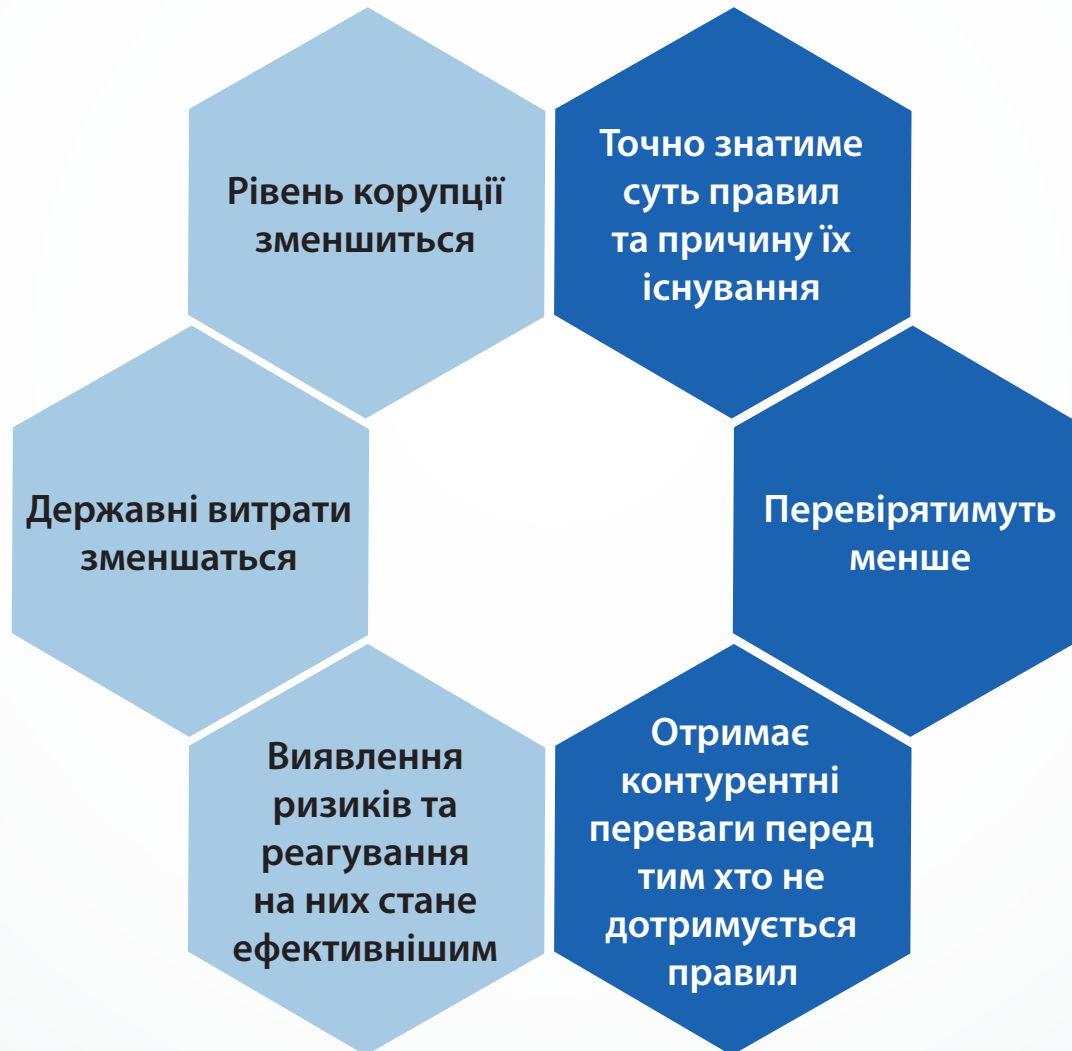 Рівень корупції
зменшиться
Точно знатиме
суть правил
та причину їх
існування
Державні витрати
зменшаться
Перевірятимуть
менше
Виявлення
ризиків та
реагування
на них стане
ефективнішим
Отримає
контурентні
переваги перед
тим хто не
дотримується
правил